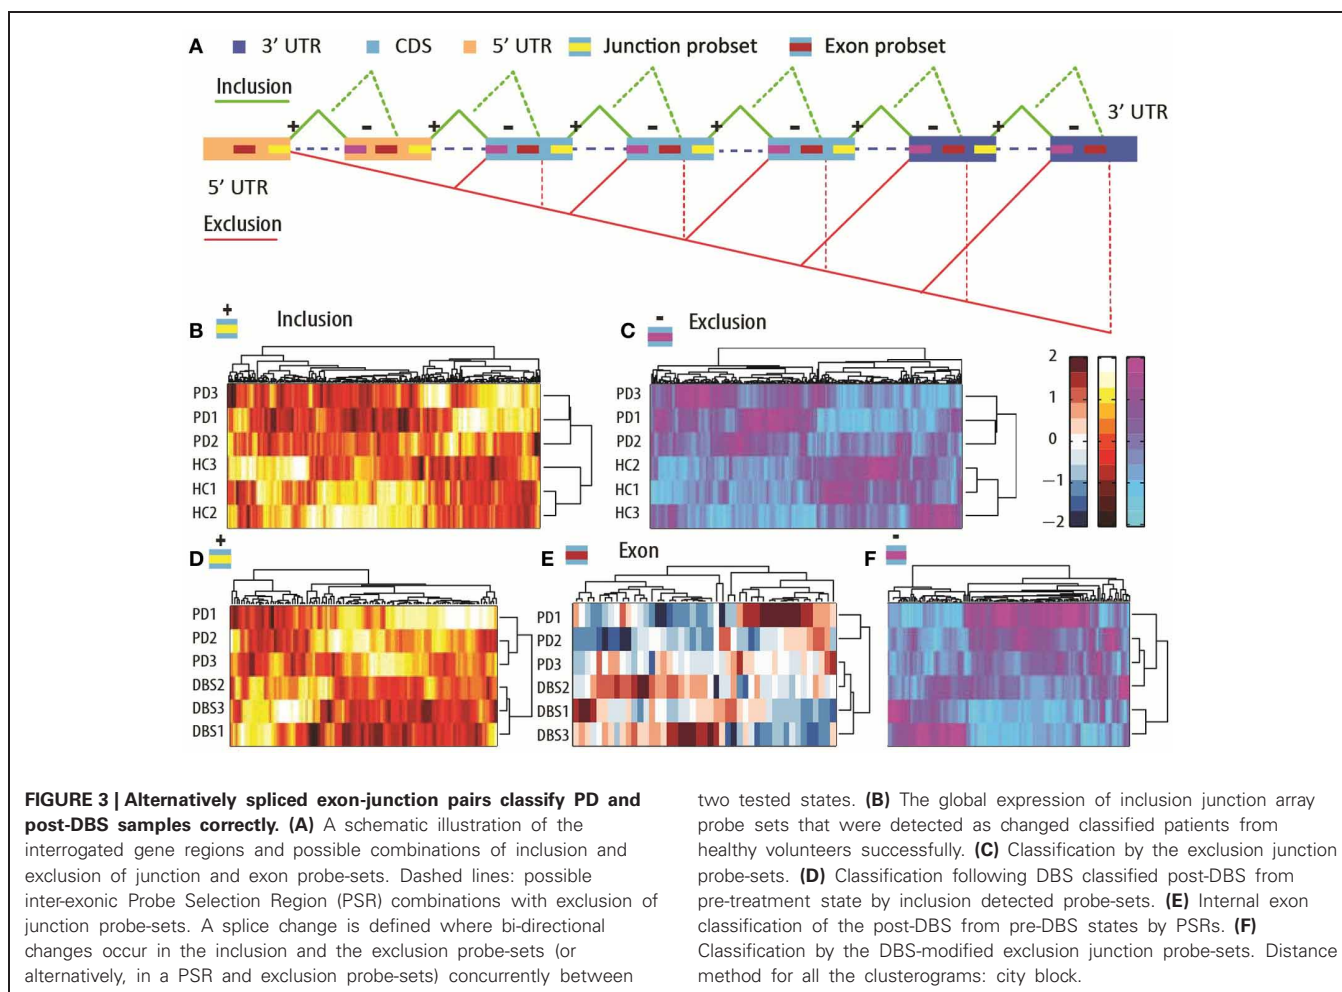 A 3' UTR CDS 5' UTR Junction probset Exon probset
Inclusion
3' UTR
+ - + - + - + - + - + -
5' UTR
Exclusion
B + Inclusion
C - Exclusion
PD3
PD1
PD2
HC3
HC1
HC2
PD3
PD1
PD2
HC2
HC1
HC3
2
1
0
−1
−2
D +
E Exon
F -
PD1
PD2
PD3
DBS2
DBS3
DBS1
PD1
PD2
PD3
DBS2
DBS1
DBS3
FIGURE 3 | Alternatively spliced exon-junction pairs classify PD and
post-DBS samples correctly. (A) A schematic illustration of the
interrogated gene regions and possible combinations of inclusion and
exclusion of junction and exon probe-sets. Dashed lines: possible
inter-exonic Probe Selection Region (PSR) combinations with exclusion of
junction probe-sets. A splice change is defined where bi-directional
changes occur in the inclusion and the exclusion probe-sets (or
alternatively, in a PSR and exclusion probe-sets) concurrently between
two tested states. (B) The global expression of inclusion junction array
probe sets that were detected as changed classified patients from
healthy volunteers successfully. (C) Classification by the exclusion junction
probe-sets. (D) Classification following DBS classified post-DBS from
pre-treatment state by inclusion detected probe-sets. (E) Internal exon
classification of the post-DBS from pre-DBS states by PSRs. (F)
Classification by the DBS-modified exclusion junction probe-sets. Distance
method for all the clusterograms: city block.